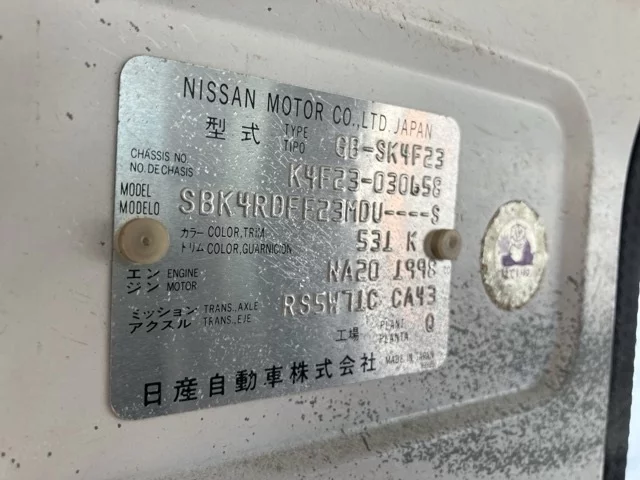 NISSAN MOTOR CO.,LTD. JAPAN
型式 TYPE TIPO GB-SK4F23
CHASSIS NO. NO. DE CHASIS K4F23-030658
MODEL MODELO SBK4RDFF23MDU----S
カラー COLOR, TRIM トリム COLOR, GUARNICION 531 K
エンジン ENGINE MOTOR NA20 1998
ミッション アクスル TRANS., AXLE TRANS., EJE RS5W71C CA43
工場 PLANT PLANTA Q
日産自動車株式会社 MADE IN JAPAN